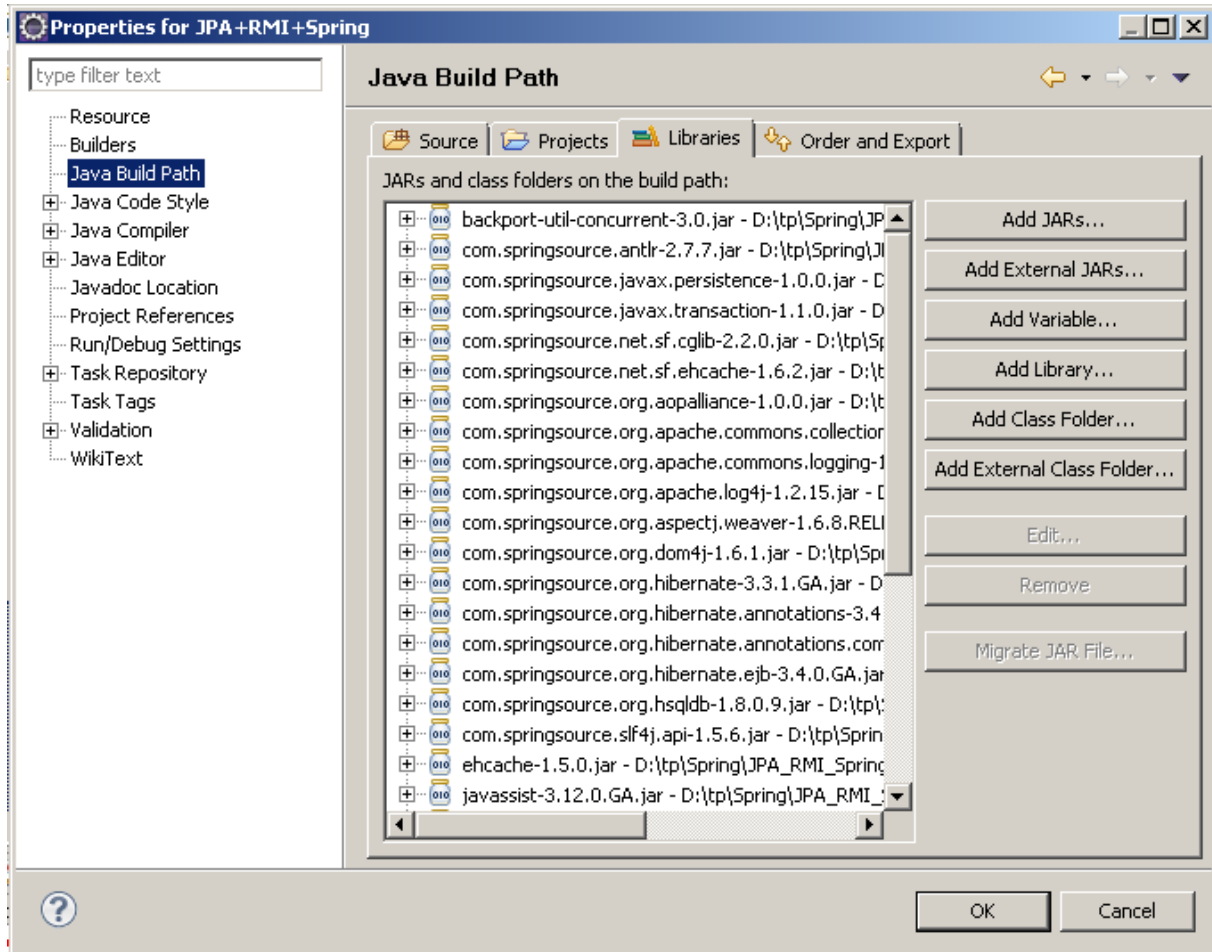 Properties for JPA+RMI+Spring
type filter text
Resource
Builders
Java Build Path
Java Code Style
Java Compiler
Java Editor
Javadoc Location
Project References
Run/Debug Settings
Task Repository
Task Tags
Validation
WikiText
Java Build Path
Source Projects Libraries Order and Export
JARs and class folders on the build path:
backport-util-concurrent-3.0.jar - D:\tp\Spring\JP
com.springsource.antlr-2.7.7.jar - D:\tp\Spring\
com.springsource.javax.persistence-1.0.0.jar -
com.springsource.javax.transaction-1.1.0.jar - D
com.springsource.net.sf.cglib-2.2.0.jar - D:\tp\Sp
com.springsource.net.sf.ehcache-1.6.2.jar - D:\t
com.springsource.org.aopalliance-1.0.0.jar - D:\t
com.springsource.org.apache.commons.collection
com.springsource.org.apache.commons.logging-1
com.springsource.org.apache.log4j-1.2.15.jar -
com.springsource.org.aspectj.weaver-1.6.8.REL
com.springsource.org.dom4j-1.6.1.jar - D:\tp\Spr
com.springsource.org.hibernate-3.3.1.GA.jar - D
com.springsource.org.hibernate.annotations-3.4
com.springsource.org.hibernate.annotations.com
com.springsource.org.hibernate.ejb-3.4.0.GA.jar
com.springsource.org.hsqldb-1.8.0.9.jar - D:\tp\
com.springsource.slf4j.api-1.5.6.jar - D:\tp\Sprin
ehcache-1.5.0.jar - D:\tp\Spring\JPA_RMI_Spring
javassist-3.12.0.GA.jar - D:\tp\Spring\JPA_RMI_
Add JARs...
Add External JARs...
Add Variable...
Add Library...
Add Class Folder...
Add External Class Folder...
Edit...
Remove
Migrate JAR File...
OK
Cancel